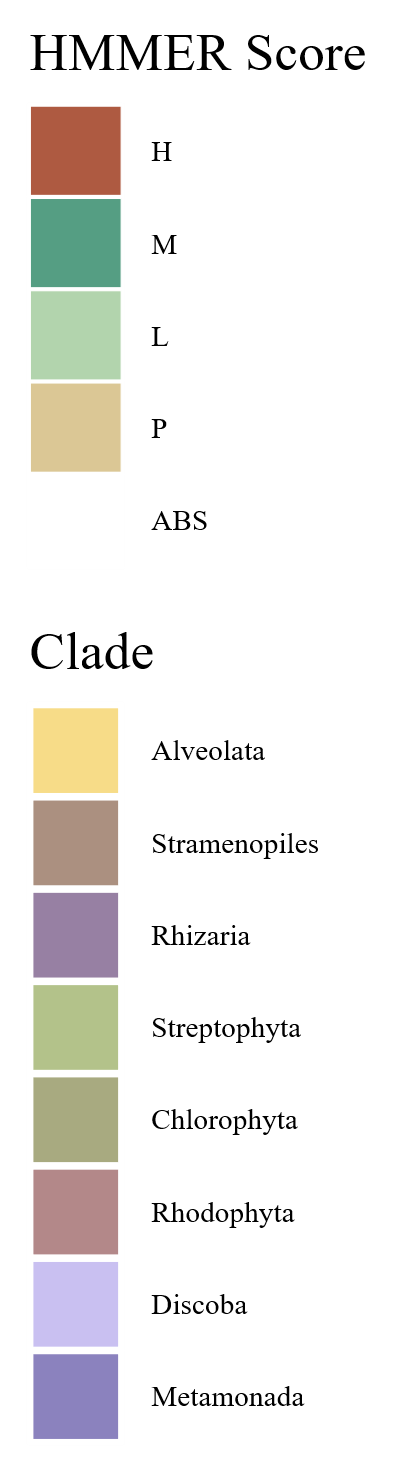 HMMER Score
H
M
L
P
ABS
Clade
Alveolata
Stramenopiles
Rhizaria
Streptophyta
Chlorophyta
Rhodophyta
Discoba
Metamonada